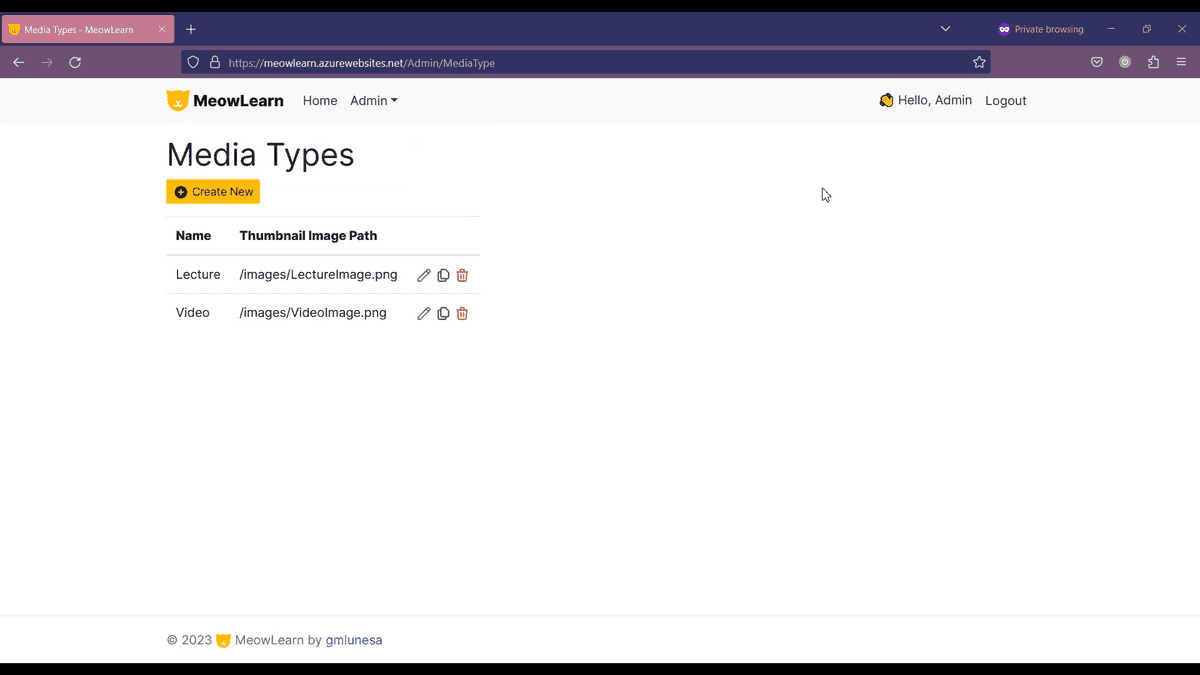 Media Types - MeowLearn
Private browsing
https://meowlearn.azurewebsites.net/Admin/MediaType
MeowLearn Home Admin Hello, Admin Logout
Media Types
Create New
Name Thumbnail Image Path
Lecture /images/LectureImage.png
Video /images/VideoImage.png
© 2023 MeowLearn by gmlunesa